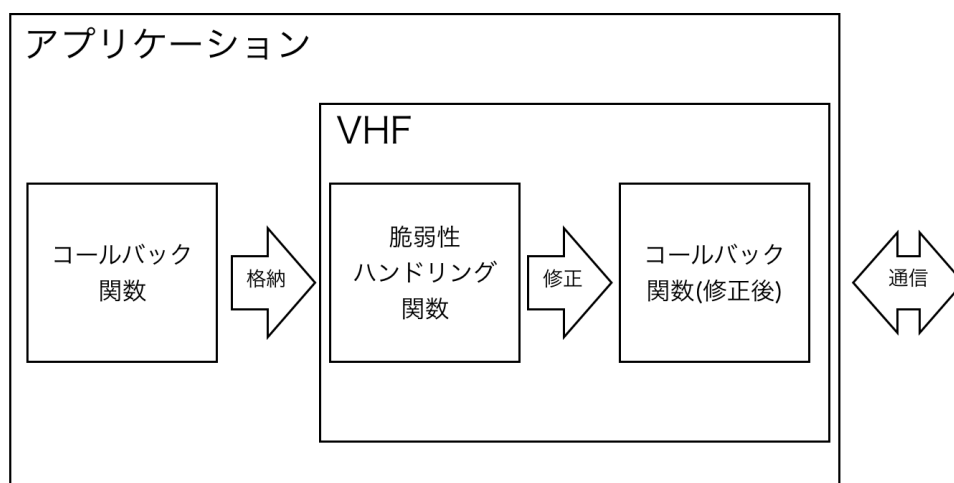 アプリケーション
VHF
コールバック
関数
格納
脆弱性
ハンドリング
関数
修正
コールバック
関数(修正後)
通信